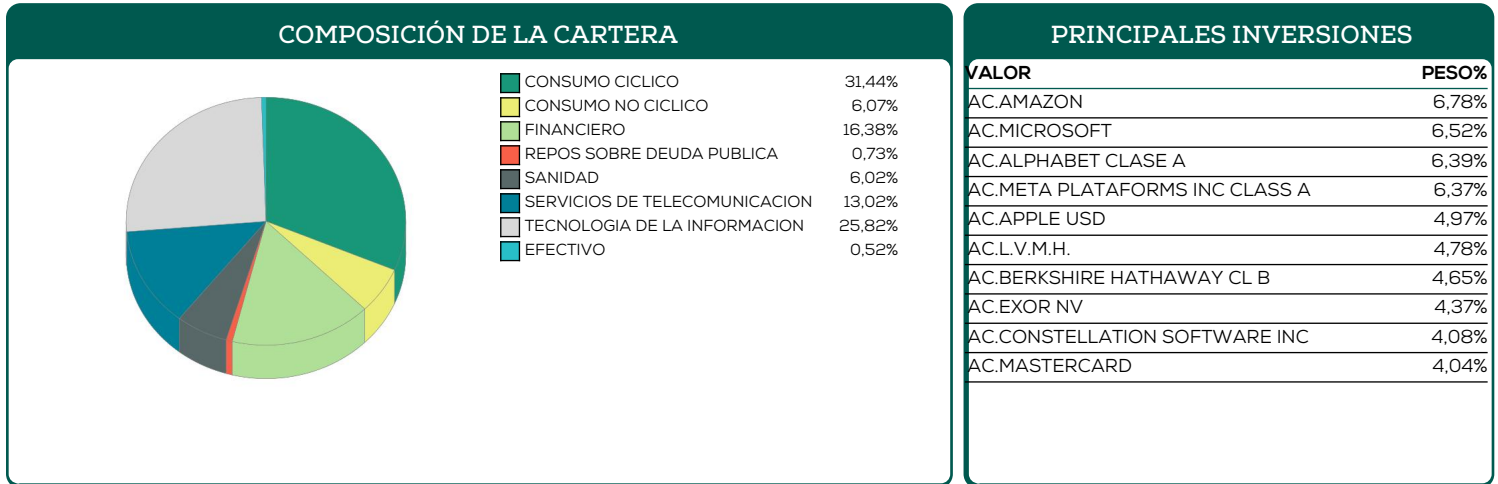 COMPOSICIÓN DE LA CARTERA
CONSUMO CICLICO 31,44%
CONSUMO NO CICLICO 6,07%
FINANCIERO 16,38%
REPOS SOBRE DEUDA PUBLICA 0,73%
SANIDAD 6,02%
SERVICIOS DE TELECOMUNICACION 13,02%
TECNOLOGIA DE LA INFORMACION 25,82%
EFECTIVO 0,52%
PRINCIPALES INVERSIONES
VALOR PESO%
AC.AMAZON 6,78%
AC.MICROSOFT 6,52%
AC.ALPHABET CLASE A 6,39%
AC.META PLATAFORMS INC CLASS A 6,37%
AC.APPLE USD 4,97%
AC.L.V.M.H. 4,78%
AC.BERKSHIRE HATHAWAY CL B 4,65%
AC.EXOR NV 4,37%
AC.CONSTELLATION SOFTWARE INC 4,08%
AC.MASTERCARD 4,04%